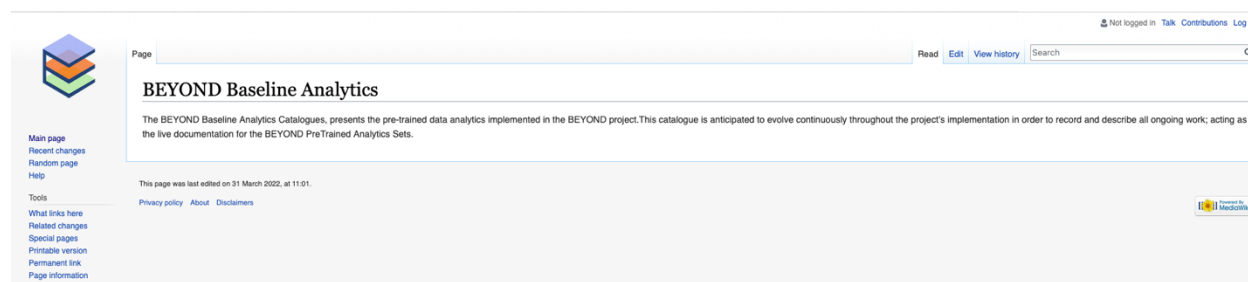 Not logged in Talk Contributions Log
Page Read Edit View history Search
BEYOND Baseline Analytics
The BEYOND Baseline Analytics Catalogues, presents the pre-trained data analytics implemented in the BEYOND project.This catalogue is anticipated to evolve continuously throughout the project's implementation in order to record and describe all ongoing work; acting as
the live documentation for the BEYOND PreTrained Analytics Sets.
Main page
Recent changes
Random page
Help
Tools
What links here
Related changes
Special pages
Printable version
Permanent link
Page information
This page was last edited on 31 March 2022, at 11:01.
Privacy policy About Disclaimers
Powered By
MediaWik